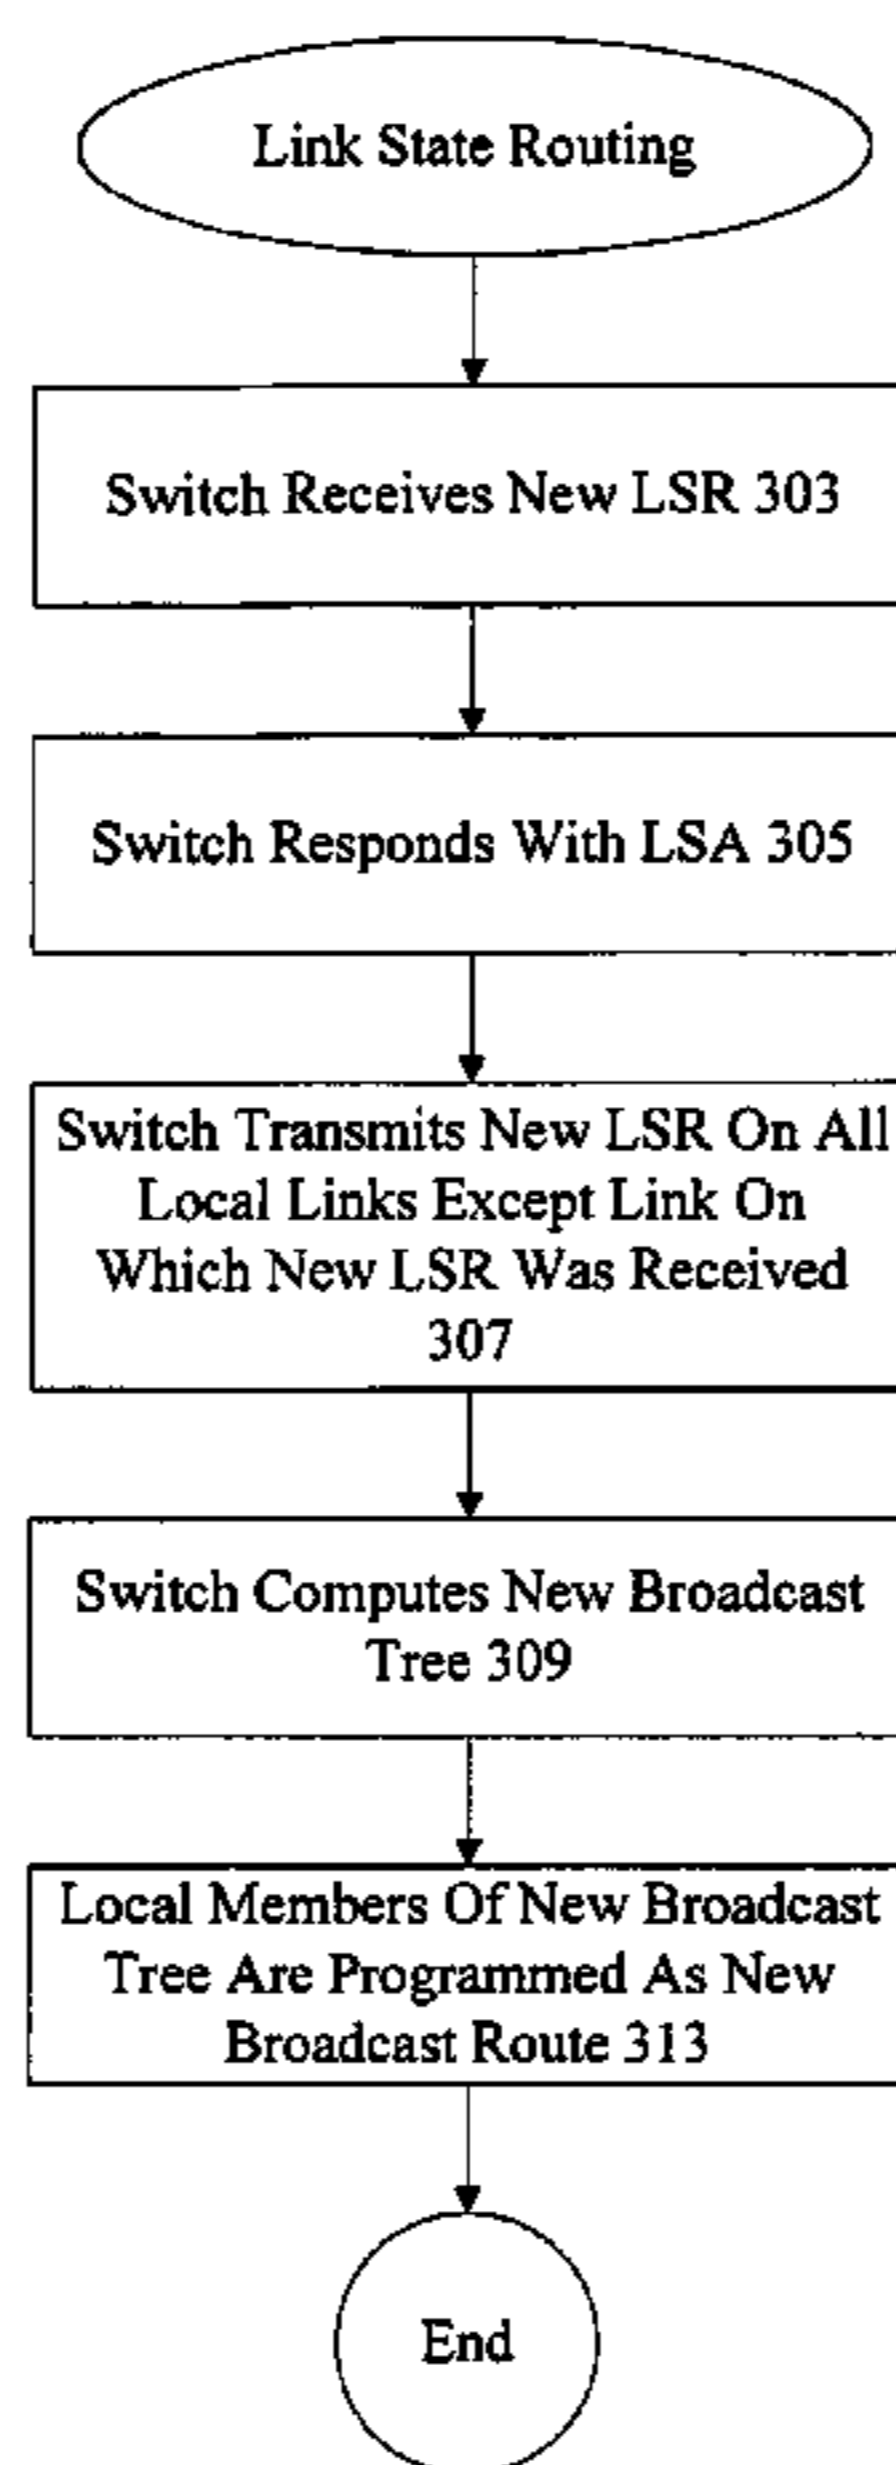 Link State Routing
Switch Receives New LSR 303
Switch Responds With LSA 305
Switch Transmits New LSR On All
Local Links Except Link On
Which New LSR Was Received
307
Switch Computes New Broadcast
Tree 309
Local Members Of New Broadcast
Tree Are Programmed As New
Broadcast Route 313
End